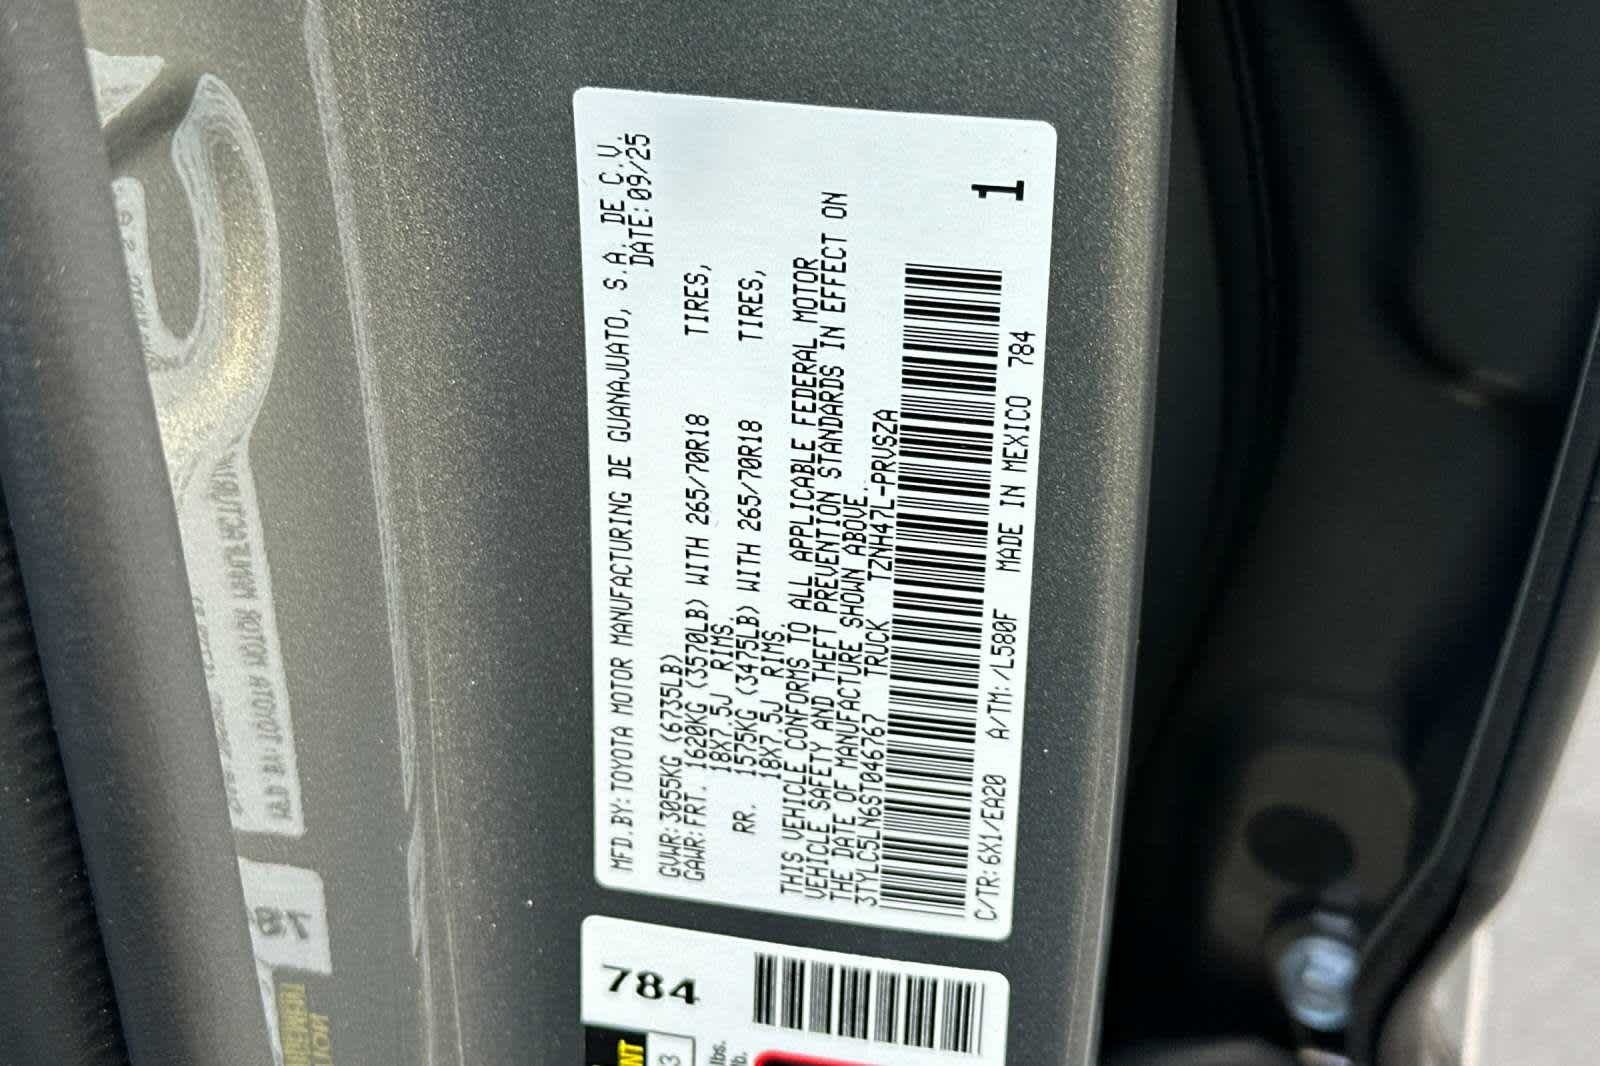 MFD.BY:TOYOTA MOTOR MANUFACTURING DE GUANAJUATO, S.A. DE C.V.
DATE:09/25
GVWR:3055KG (6735LB)
GAWR:FRT. 1620KG (3570LB) WITH 265/70R18 TIRES,
18X7.5J RIMS.
RR. 1575KG (3475LB) WITH 265/70R18 TIRES,
18X7.5J RIMS.
THIS VEHICLE CONFORMS TO ALL APPLICABLE FEDERAL MOTOR
VEHICLE SAFETY AND THEFT PREVENTION STANDARDS IN EFFECT ON
THE DATE OF MANUFACTURE SHOWN ABOVE.
3TYLC5LN6ST046767 TRUCK TZNH47L-PRVSZA
1
C/TR:6X1/EA20 A/TM:/L580F MADE IN MEXICO 784
784
3
lbs.
lb.